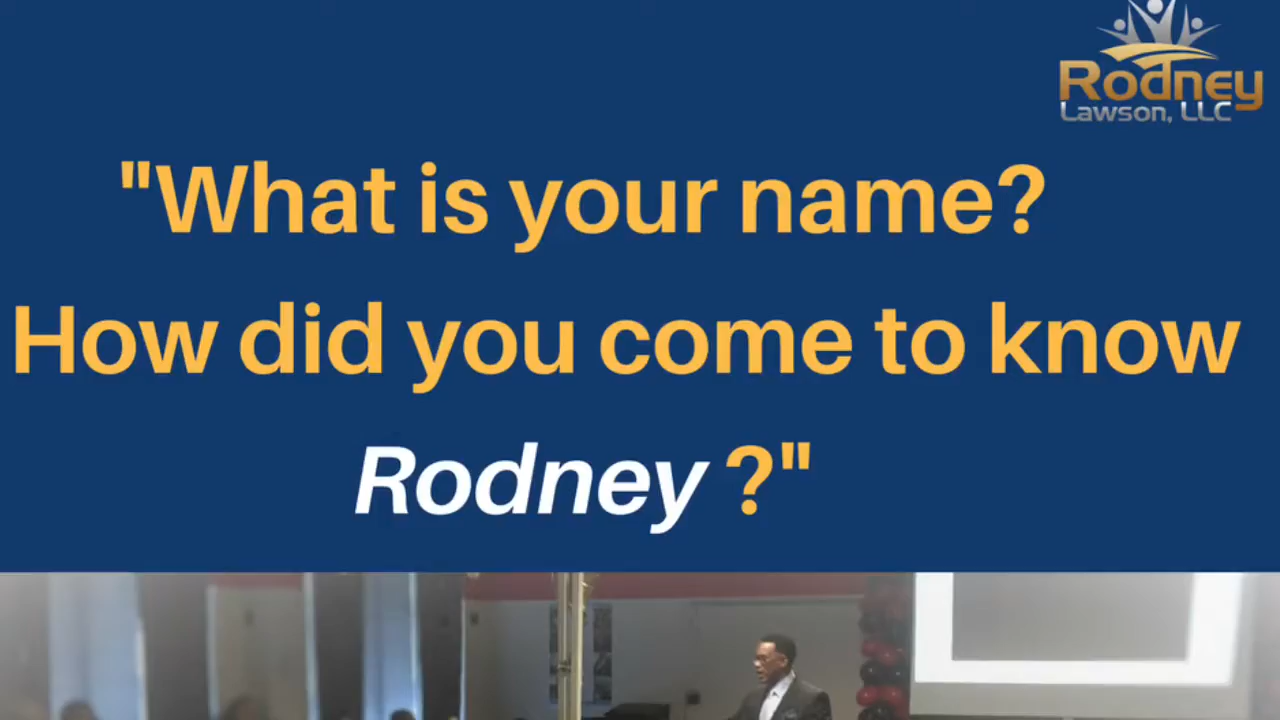 Rodney
Lawson, LLC
"What is your name?
How did you come to know
Rodney ?"